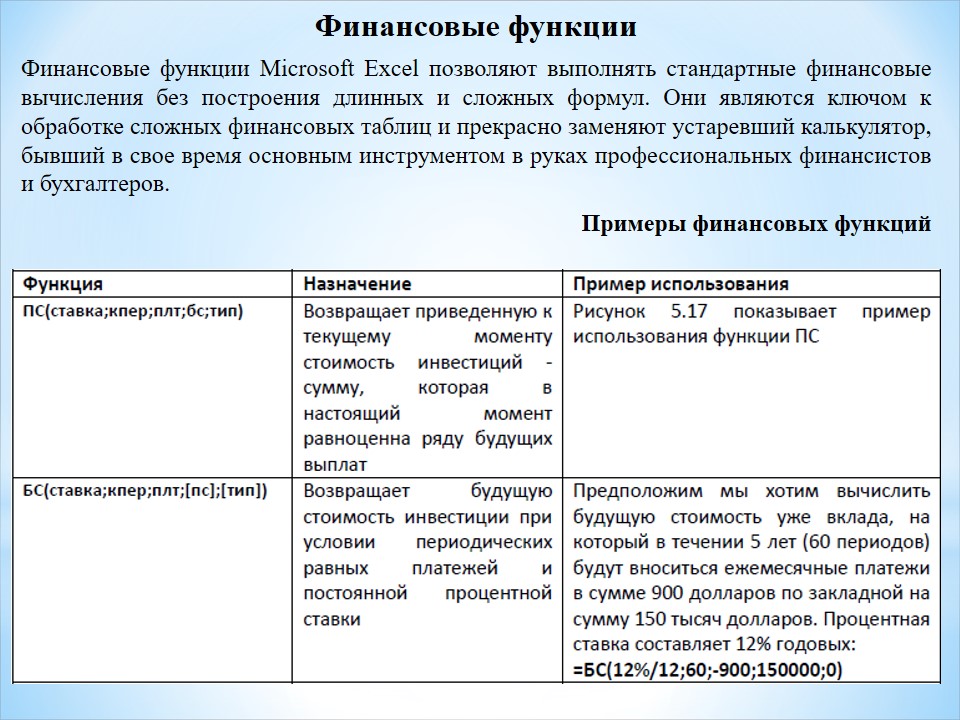 Финансовые функции
Финансовые функции Microsoft Excel позволяют выполнять стандартные финансовые
вычисления без построения длинных и сложных формул. Они являются ключом к
обработке сложных финансовых таблиц и прекрасно заменяют устаревший калькулятор,
бывший в свое время основным инструментом в руках профессиональных финансистов
и бухгалтеров.
Примеры финансовых функций
Функция
Назначение
Пример использования
ПС(ставка;кпер;плт;бс;тип)
Возвращает приведенную к
текущему моменту
стоимость инвестиций -
сумму, которая в
настоящий момент
равноценна ряду будущих
выплат
Рисунок 5.17 показывает пример
использования функции ПС
БС(ставка;кпер;плт;[пс];[тип])
Возвращает будущую
стоимость инвестиции при
условии периодических
равных платежей и
постоянной процентной
ставки
Предположим мы хотим вычислить
будущую стоимость уже вклада, на
который в течении 5 лет (60 периодов)
будут вноситься ежемесячные платежи
в сумме 900 долларов по закладной на
сумму 150 тысяч долларов. Процентная
ставка составляет 12% годовых:
=БС(12%/12;60;-900;150000;0)